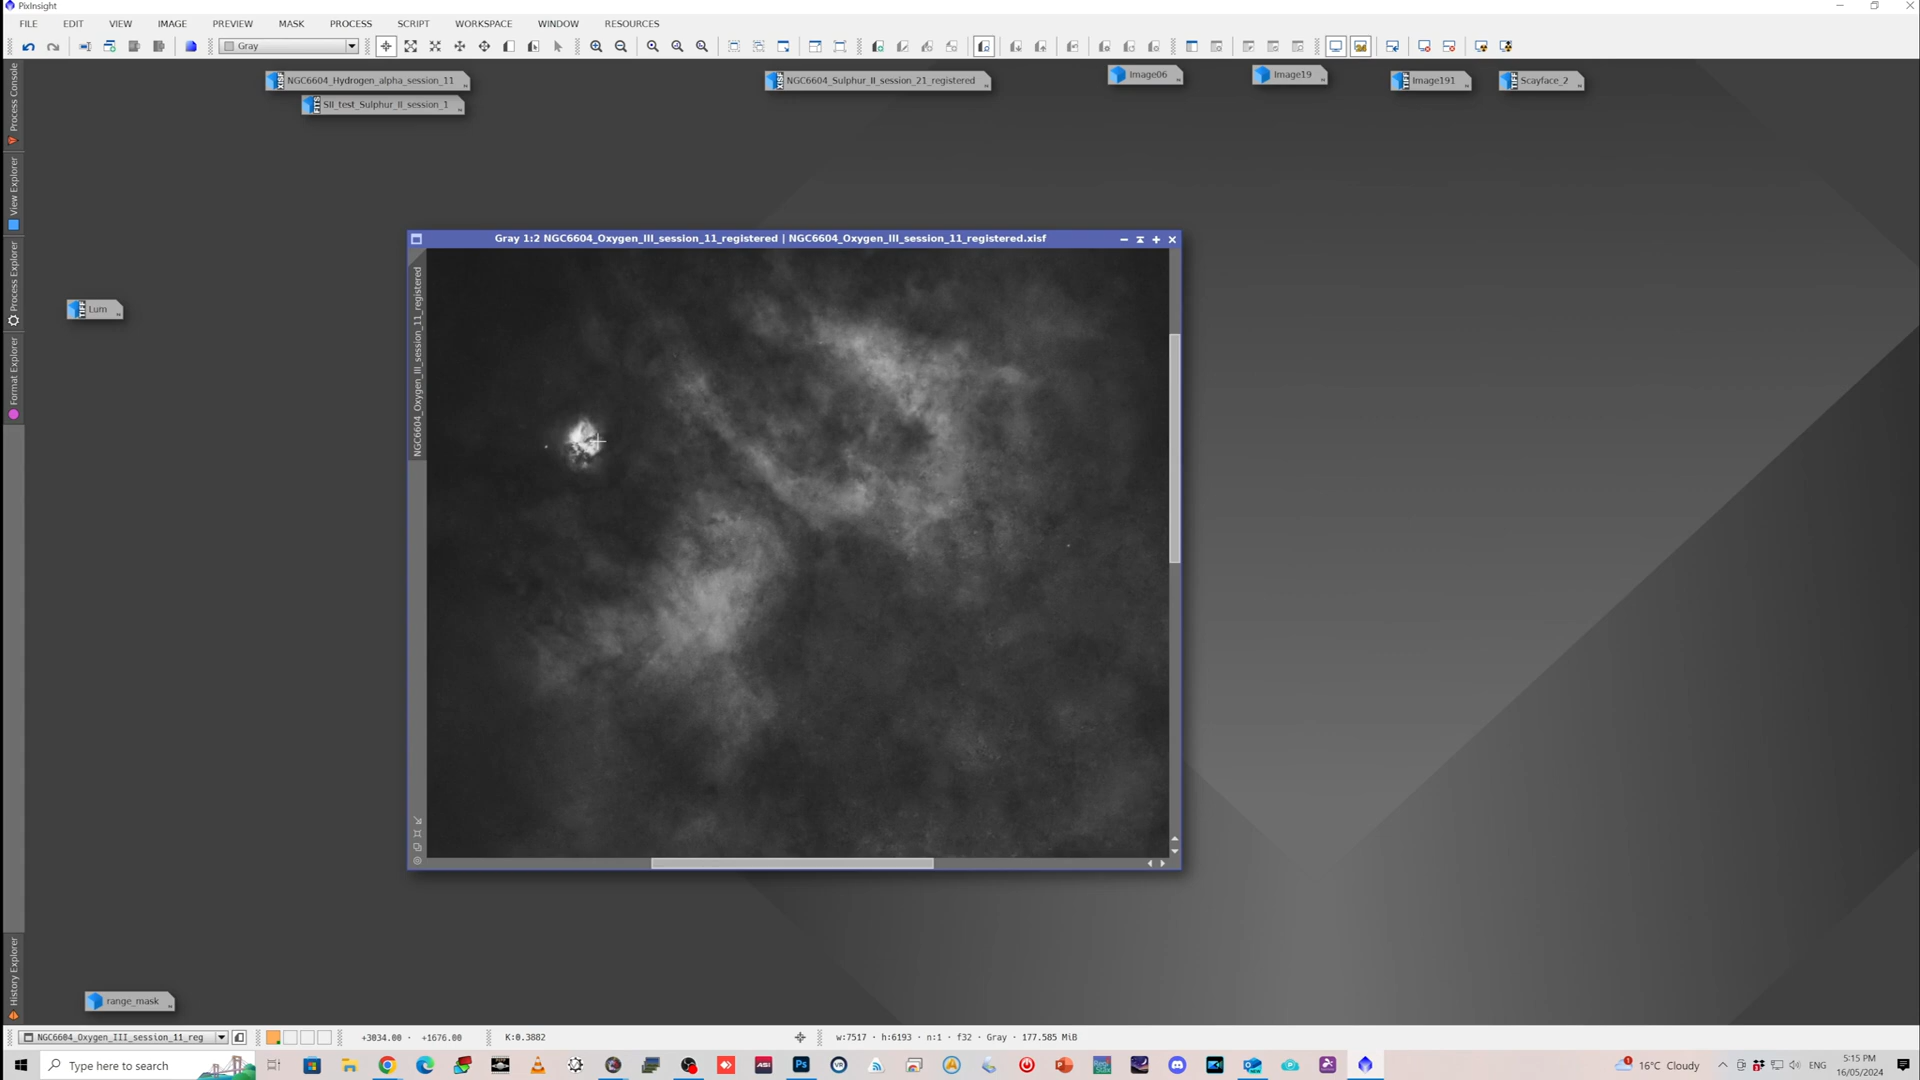 PixInsight
FILE EDIT VIEW IMAGE PREVIEW MASK PROCESS SCRIPT WORKSPACE WINDOW RESOURCES
Gray
Process Console
View Explorer
Process Explorer
Format Explorer
History Explorer
NGC6604_Hydrogen_alpha_session_11
SII_test_Sulphur_II_session_1
NGC6604_Sulphur_II_session_21_registered
Image06
Image19
Image191
Scayface_2
Lum
Gray 1:2 NGC6604_Oxygen_III_session_11_registered | NGC6604_Oxygen_III_session_11_registered.xisf
NGC6604_Oxygen_III_session_11_registered
range_mask
NGC6604_Oxygen_III_session_11_reg
+3034.00 · +1676.00
K:0.3882
w:7517 · h:6193 · n:1 · f32 · Gray · 177.585 MiB
Type here to search
16°C Cloudy
ENG
5:15 PM
16/05/2024